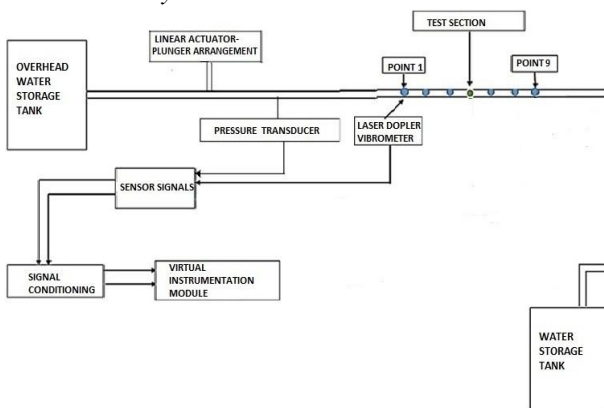 TEST SECTION
LINEAR ACTUATOR-
PLUNGER ARRANGEMENT
OVERHEAD
WATER
STORAGE
TANK
POINT 1
POINT 9
PRESSURE TRANSDUCER
LASER DOPLER
VIBROMETER
SENSOR SIGNALS
SIGNAL
CONDITIONING
VIRTUAL
INSTRUMENTATION
MODULE
WATER
STORAGE
TANK